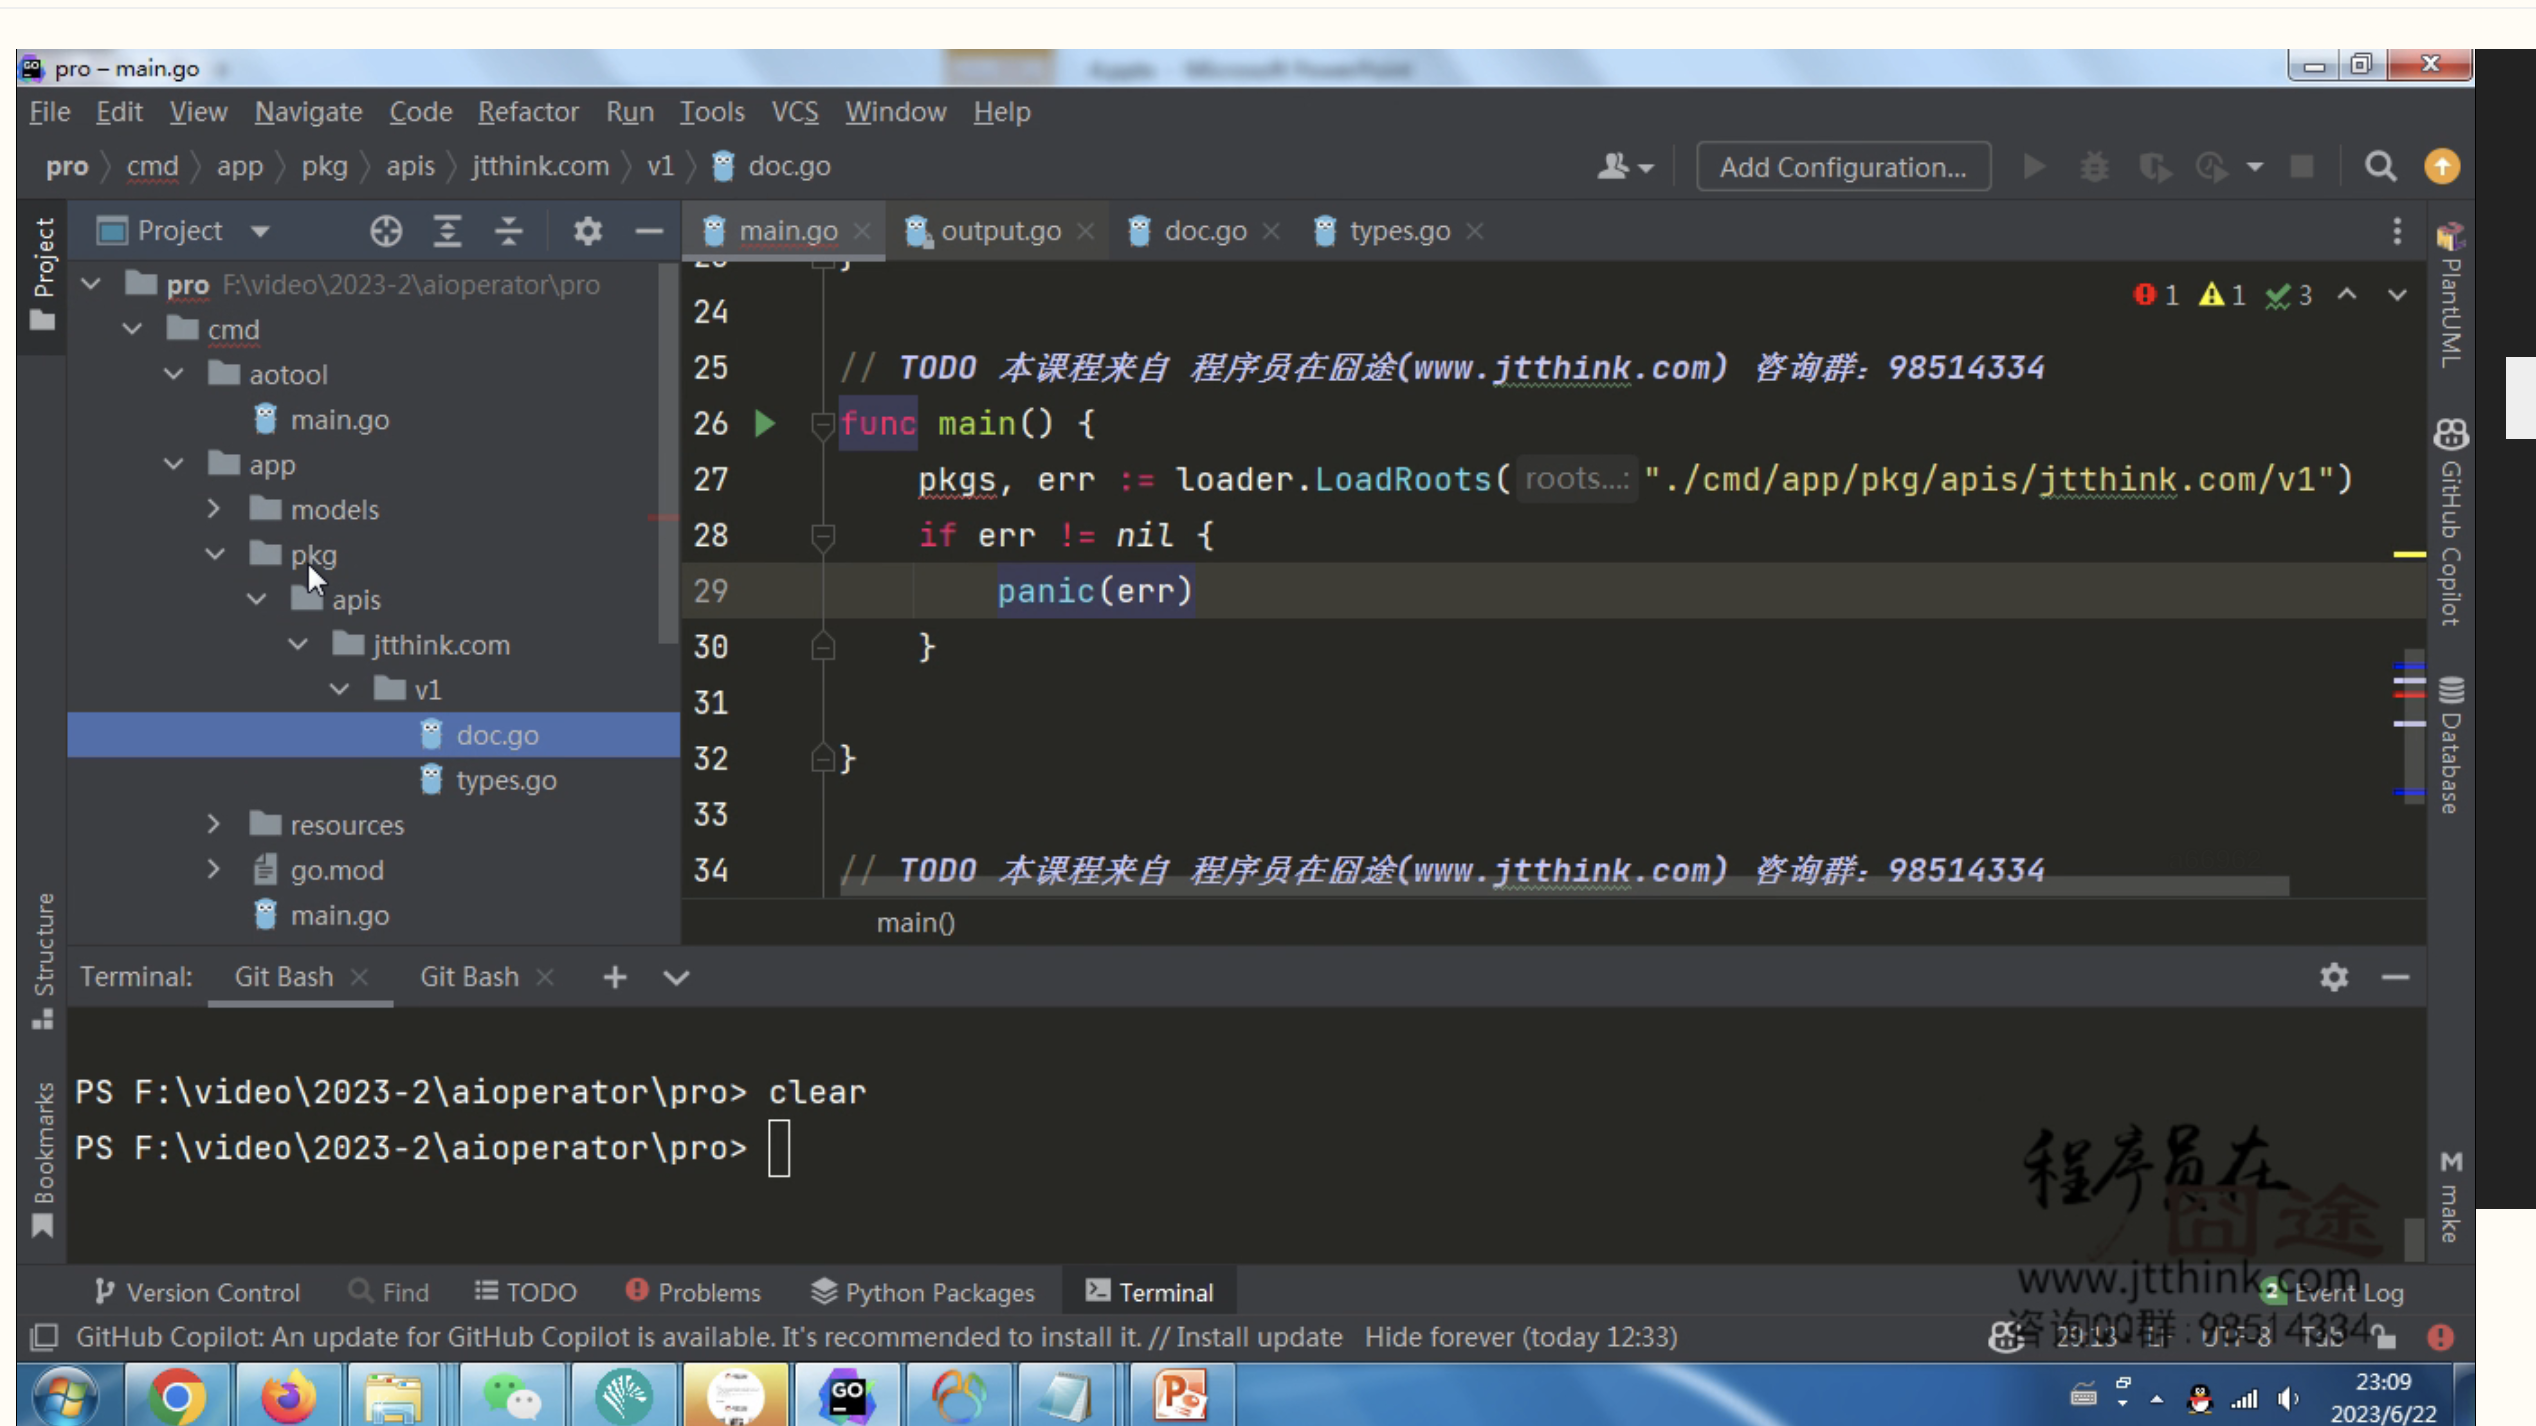 pro – main.go
File Edit View Navigate Code Refactor Run Tools VCS Window Help
pro cmd app pkg apis jtthink.com v1 doc.go
Add Configuration...
Project
Project
main.go
output.go
doc.go
types.go
pro F:\video\2023-2\aioperator\pro
cmd
aotool
main.go
app
models
pkg
apis
jtthink.com
v1
doc.go
types.go
resources
go.mod
main.go
1 1 3
24
25 // TODO 本课程来自 程序员在囧途(www.jtthink.com) 咨询群：98514334
26 func main() {
27 pkgs, err := loader.LoadRoots( roots...: "./cmd/app/pkg/apis/jtthink.com/v1")
28 if err != nil {
29 panic(err)
30 }
31
32 }
33
34 // TODO 本课程来自 程序员在囧途(www.jtthink.com) 咨询群：98514334
main()
PlantUML
GitHub Copilot
Database
make
Structure
Bookmarks
Terminal: Git Bash Git Bash
PS F:\video\2023-2\aioperator\pro> clear
PS F:\video\2023-2\aioperator\pro>
程序员在
囧途
www.jtthink.com
咨询QQ群：98514334
Version Control Find TODO Problems Python Packages Terminal
2 Event Log
GitHub Copilot: An update for GitHub Copilot is available. It's recommended to install it. // Install update Hide forever (today 12:33)
29:13 LF UTF-8 Tab
23:09
2023/6/22